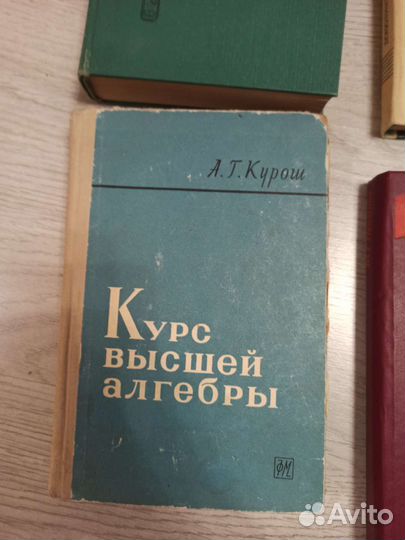 А. Г. Курош
Курс
высшей
алгебры
ФМ
Avito